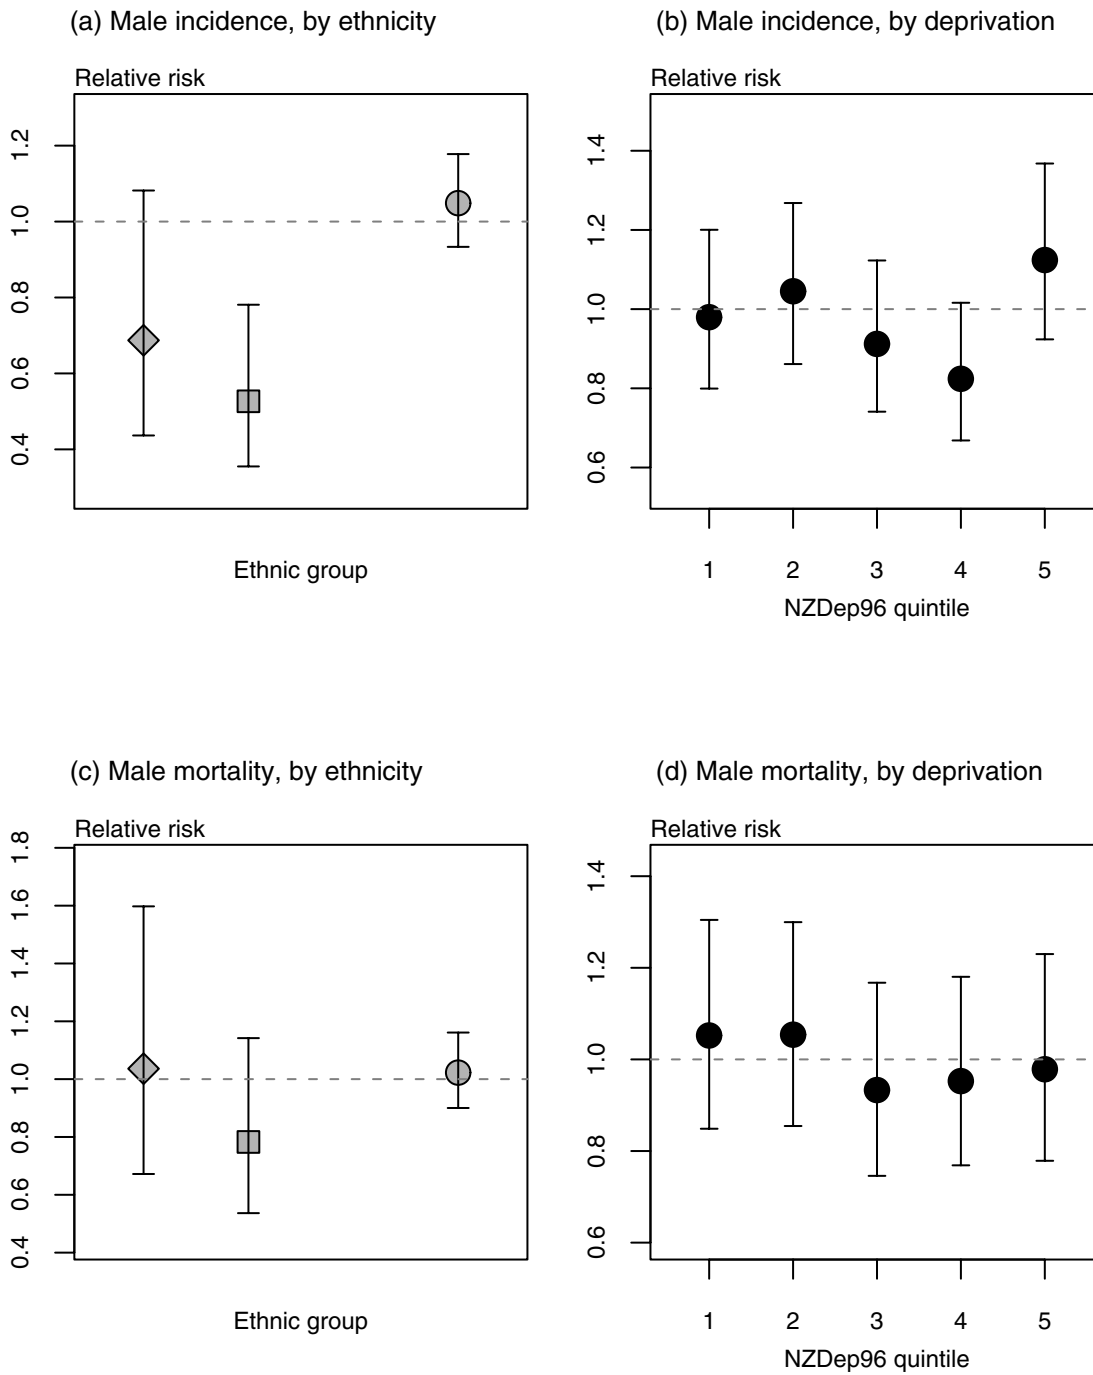 (a) Male incidence, by ethnicity
Relative risk
1.2
1.0
0.8
0.6
0.4
Ethnic group
(b) Male incidence, by deprivation
Relative risk
1.4
1.2
1.0
0.8
0.6
1 2 3 4 5
NZDep96 quintile
(c) Male mortality, by ethnicity
Relative risk
1.8
1.6
1.4
1.2
1.0
0.8
0.6
0.4
Ethnic group
(d) Male mortality, by deprivation
Relative risk
1.4
1.2
1.0
0.8
0.6
1 2 3 4 5
NZDep96 quintile